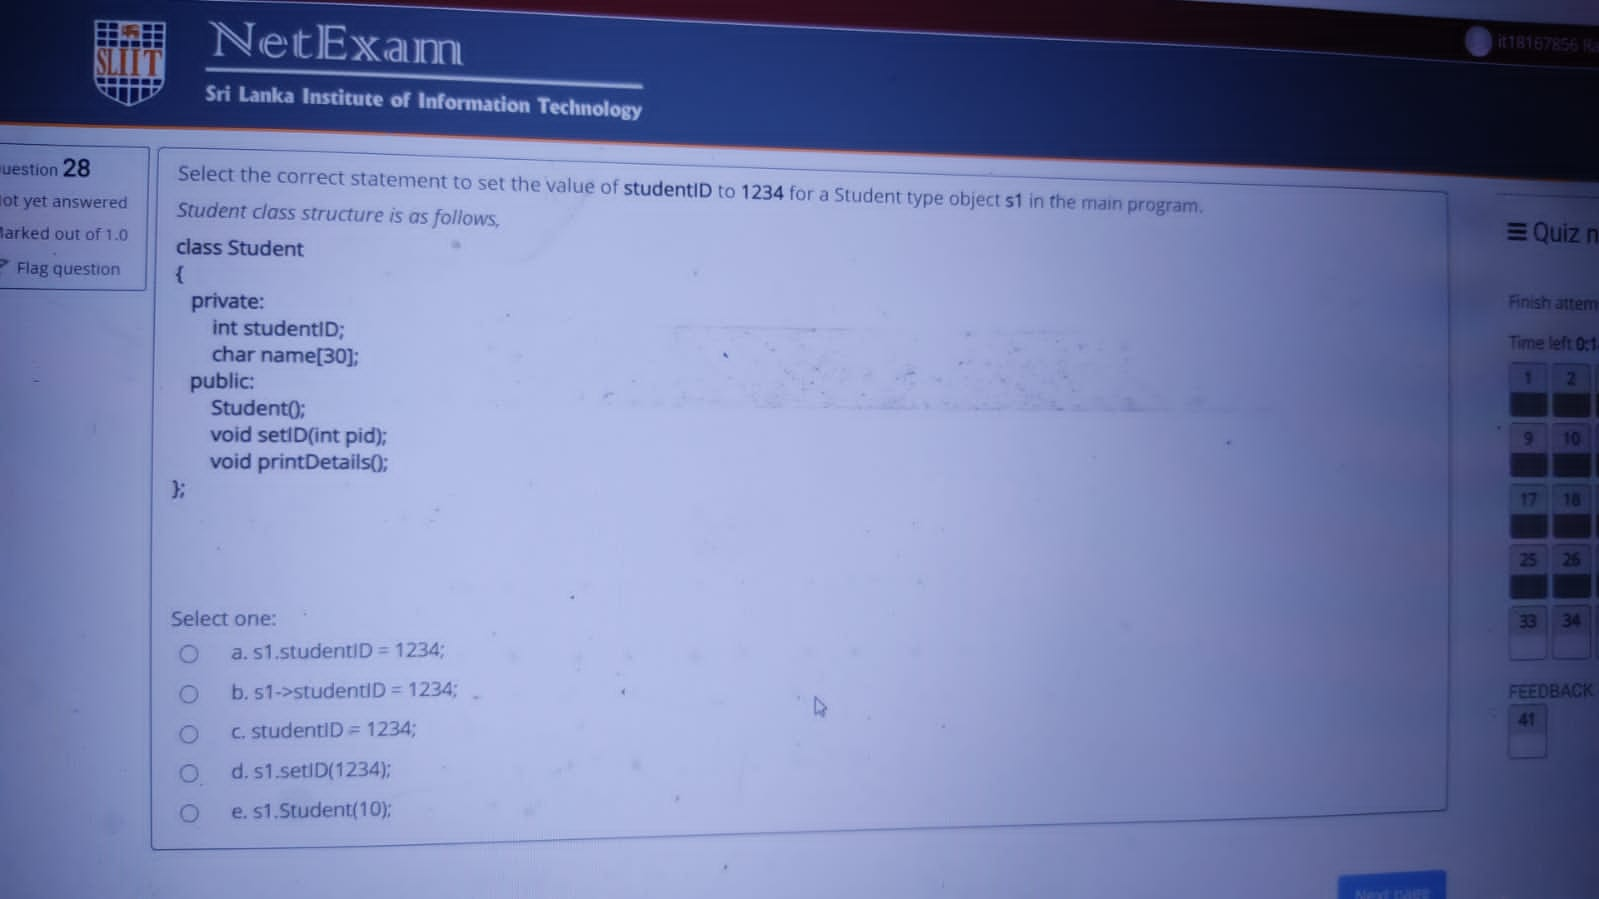 SLIIT
NetExam
Sri Lanka Institute of Information Technology
it18167856
uestion 28
ot yet answered
arked out of 1.0
Flag question
Select the correct statement to set the value of studentID to 1234 for a Student type object s1 in the main program.
Student class structure is as follows,
class Student
{
private:
int studentID;
char name[30];
public:
Student();
void setID(int pid);
void printDetails();
};
Select one:
a. s1.studentID = 1234;
b. s1->studentID = 1234;
c. studentID = 1234;
d. s1.setID(1234);
e. s1.Student(10);
Quiz n
Finish attem
Time left 0:1
1 2
9 10
17 18
25 26
33 34
FEEDBACK
41
Next page